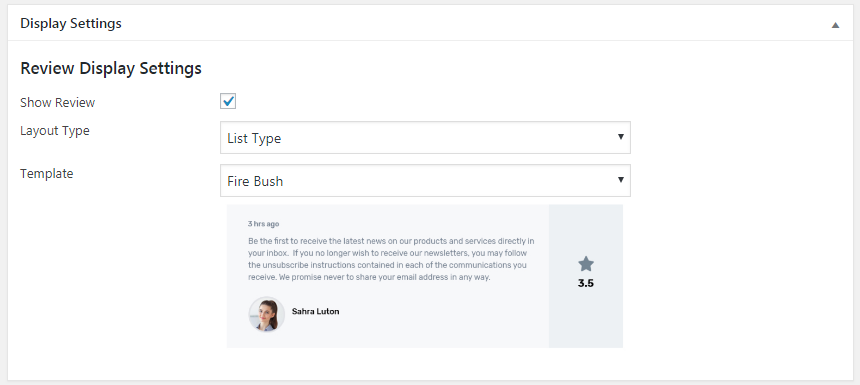 Display Settings
Review Display Settings
Show Review
Layout Type
List Type
Template
Fire Bush
3 hrs ago
Be the first to receive the latest news on our products and services directly in
your inbox. If you no longer wish to receive our newsletters, you may follow
the unsubscribe instructions contained in each of the communications you
receive. We promise never to share your email address in any way.
3.5
Sahra Luton